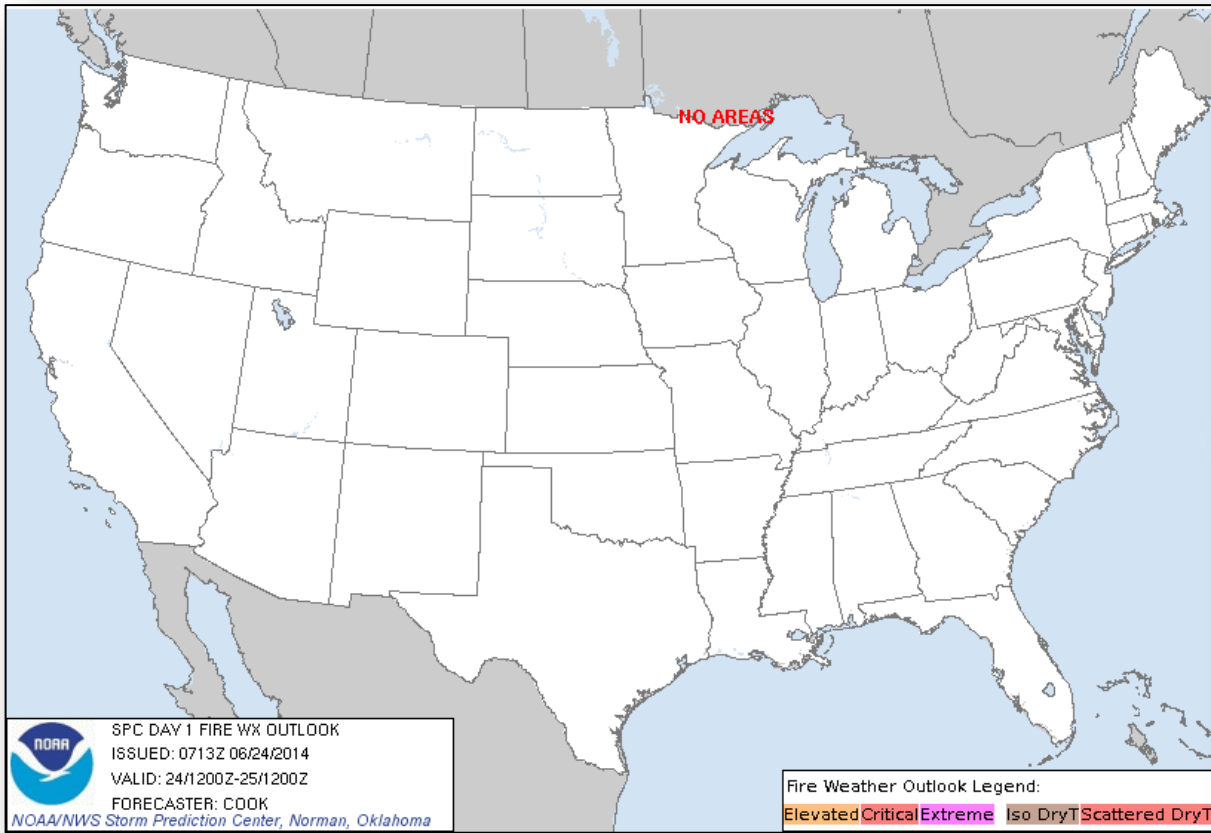 NO AREAS
NOAA
SPC DAY 1 FIRE WX OUTLOOK
ISSUED: 0713Z 06/24/2014
VALID: 24/1200Z-25/1200Z
FORECASTER: COOK
NOAA/NWS Storm Prediction Center, Norman, Oklahoma
Fire Weather Outlook Legend:
Elevated Critical Extreme Iso DryT Scattered DryT